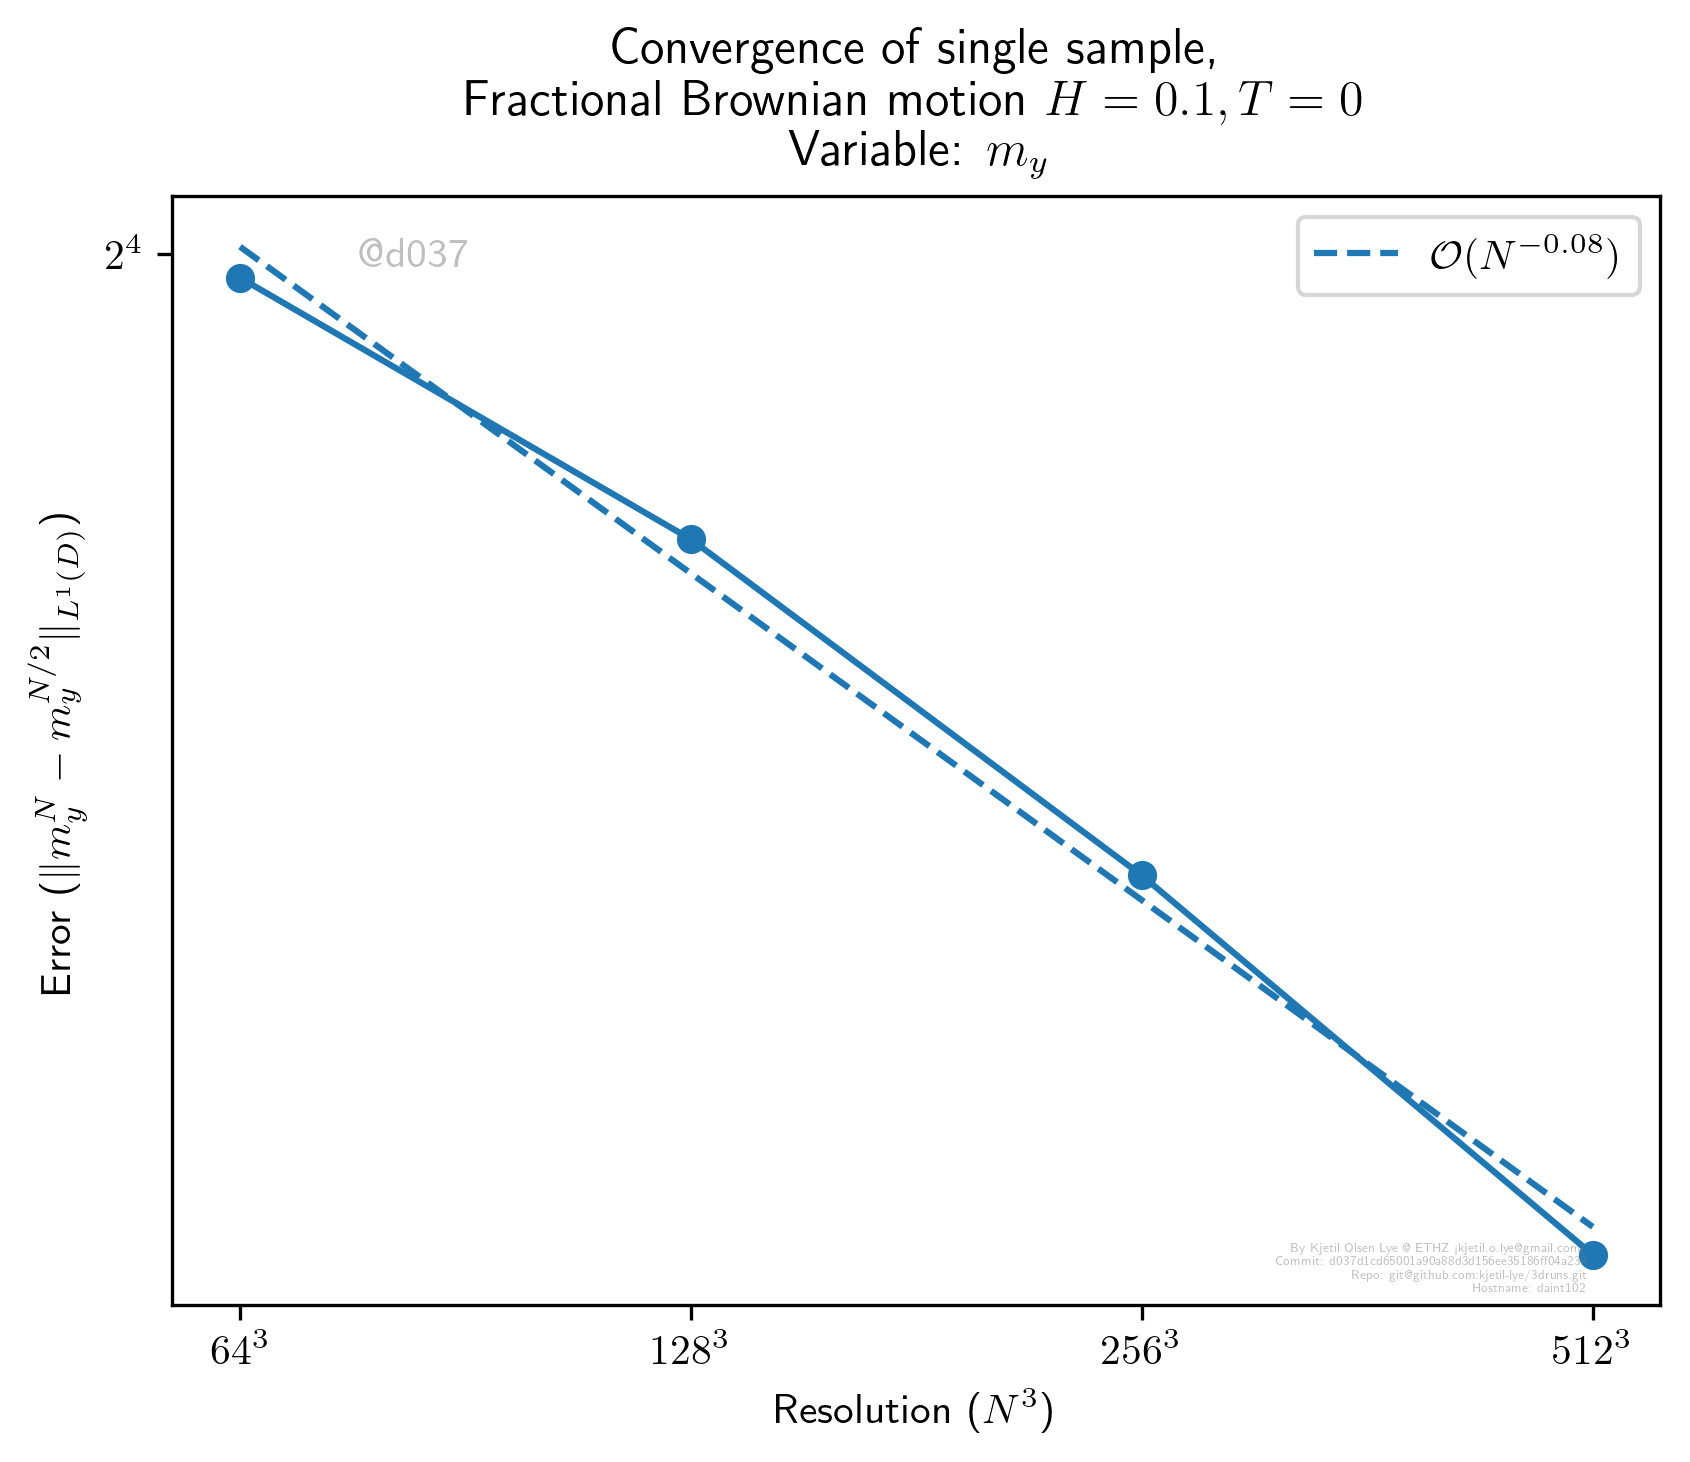 Convergence of single sample,
Fractional Brownian motion $H = 0.1, T = 0$
Variable: $m_y$
$2^4$
@d037
$\mathcal{O}(N^{-0.08})$
Error ($\|m_y^N - m_y^{N/2}\|_{L^1(D)}$)
By Kjetil Olsen Lye @ ETHZ ¡kjetil.o.lye@gmail.com
Repo: git@github.com:kjetil-lye/3druns.git
Hostname: daint102
$64^3$ $128^3$ $256^3$ $512^3$
Resolution ($N^3$)